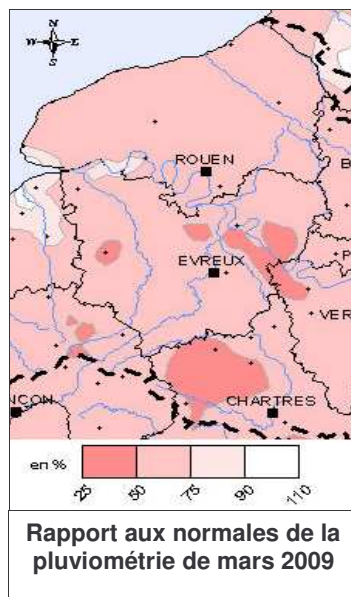 N
W E
S
ROUEN
B
EVREUX
P
VER
NCON
CHARTRES
en %
25 50 75 90 110
Rapport aux normales de la
pluviométrie de mars 2009